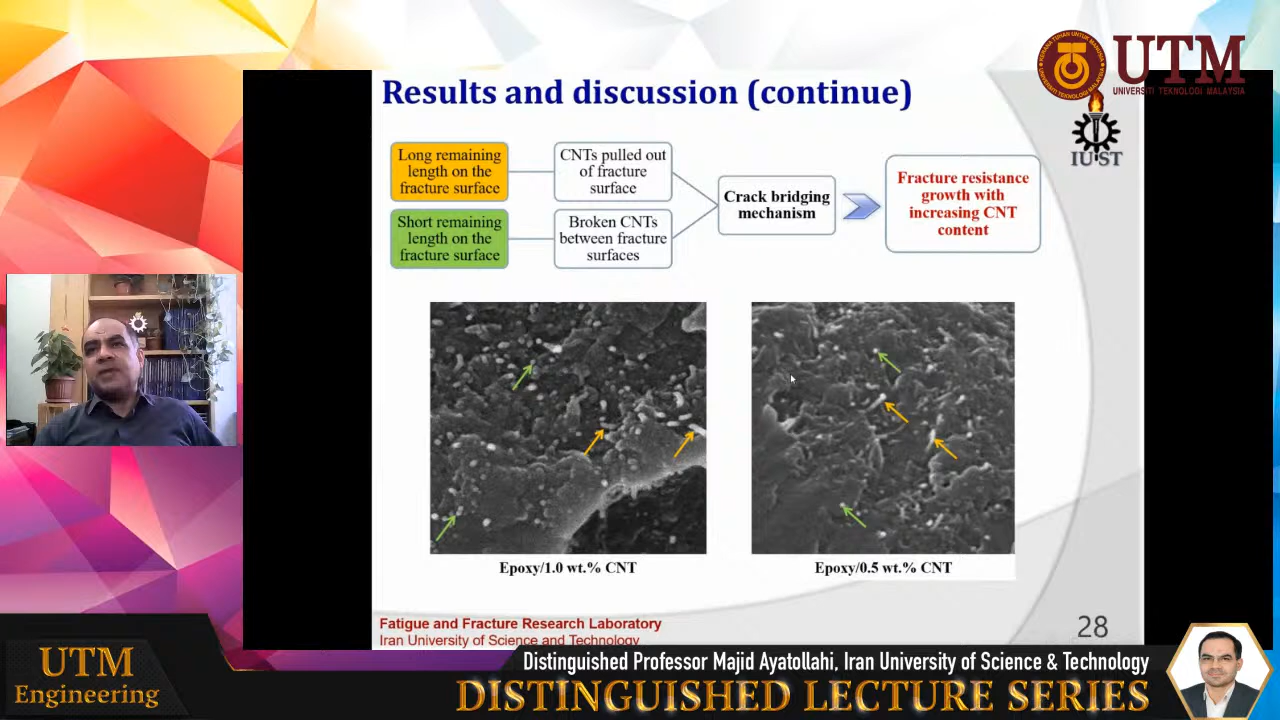 UTM
UNIVERSITI TEKNOLOGI MALAYSIA
IUST
Results and discussion (continue)
Long remaining
length on the
fracture surface
CNTs pulled out
of fracture
surface
Short remaining
length on the
fracture surface
Broken CNTs
between fracture
surfaces
Crack bridging
mechanism
Fracture resistance
growth with
increasing CNT
content
Epoxy/1.0 wt.% CNT
Epoxy/0.5 wt.% CNT
Fatigue and Fracture Research Laboratory
Iran University of Science and Technology
28
UTM
Engineering
Distinguished Professor Majid Ayatollahi, Iran University of Science & Technology
DISTINGUISHED LECTURE SERIES